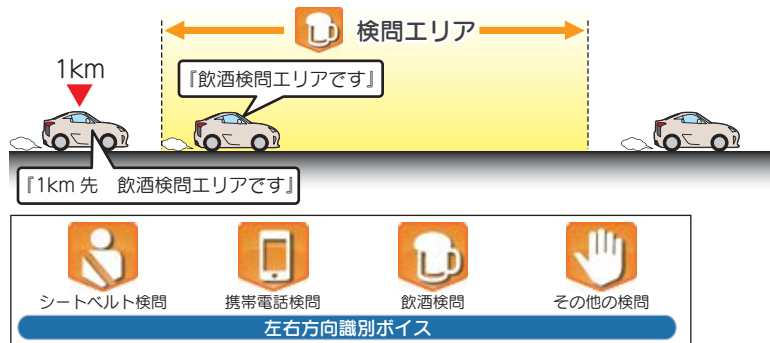 検問エリア
1km
『飲酒検問エリアです』
『1km 先　飲酒検問エリアです』
シートベルト検問
携帯電話検問
飲酒検問
その他の検問
左右方向識別ボイス